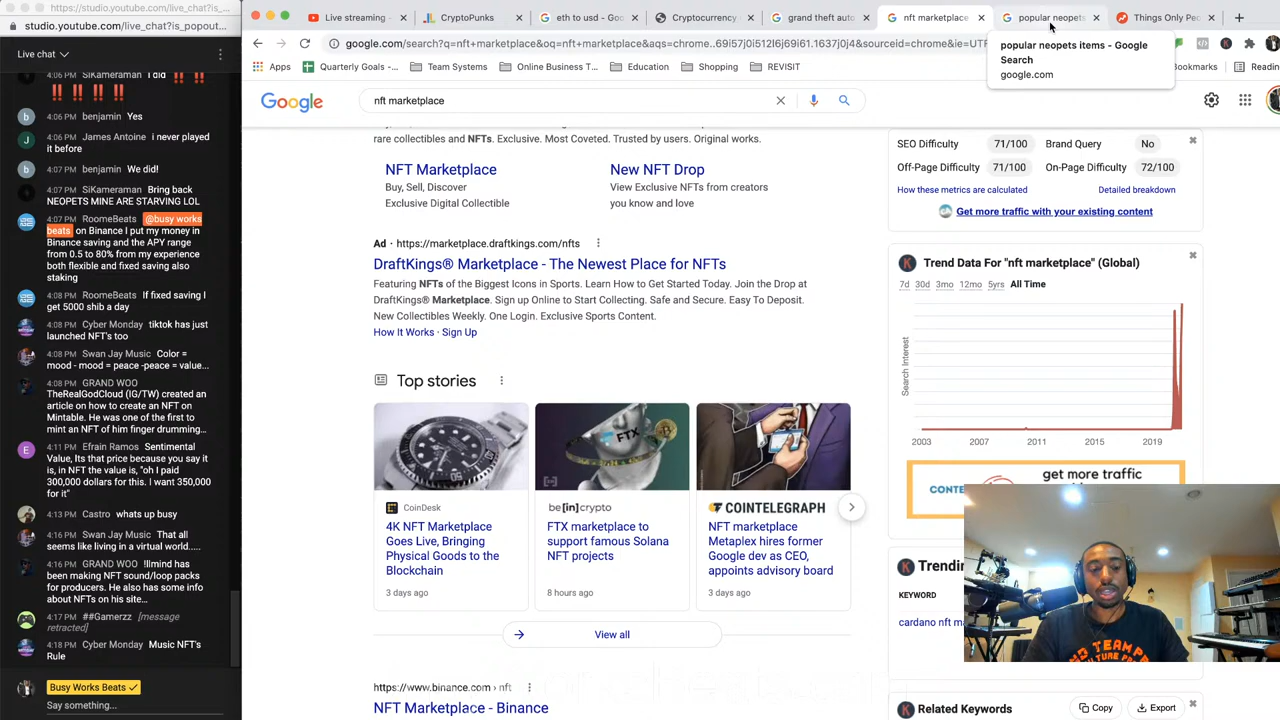 studio.youtube.com/live_chat?is_popout...
studio.youtube.com/live_chat?is_popou
Live chat
4:06 PM SiKameraman I did ‼️ ‼️
‼️ ‼️ ‼️ ‼️
4:06 PM benjamin Yes
4:06 PM James Antoine i never played
it before
4:07 PM benjamin We did!
4:07 PM SiKameraman Bring back
NEOPETS MINE ARE STARVING LOL
4:07 PM RoomeBeats @busy works
beats on Binance I put my money in
Binance saving and the APY range
from 0.5 to 80% from my experience
both flexible and fixed saving also
staking
4:08 PM RoomeBeats If fixed saving I
get 5000 shib a day
4:08 PM Cyber Monday tiktok has just
launched NFT's too
4:08 PM Swan Jay Music Color =
mood - mood = peace -peace = value...
4:08 PM GRAND WOO
TheRealGodCloud (IG/TW) created an
article on how to create an NFT on
Mintable. He was one of the first to
mint an NFT of him finger drumming...
4:11 PM Efrain Ramos Sentimental
Value, Its that price because you say it
is, in NFT the value is, "oh I paid
300,000 dollars for this. I want 350,000
for it"
4:13 PM Castro whats up busy
4:16 PM Swan Jay Music That all
seems like living in a virtual world.....
4:16 PM GRAND WOO !llmind has
been making NFT sound/loop packs
for producers. He also has some info
about NFTs on his site...
4:17 PM ##Gamerzz [message
retracted]
4:18 PM Cyber Monday Music NFT's
Rule
Busy Works Beats
Say something...
Live streaming -
CryptoPunks
eth to usd - Goo
Cryptocurrency
grand theft auto
nft marketplace
popular neopets
Things Only Peo
google.com/search?q=nft+marketplace&oq=nft+marketplace&aqs=chrome..69i57j0i512l6j69i61.1637j0j4&sourceid=chrome&ie=UTF
popular neopets items - Google
Search
google.com
Apps
Quarterly Goals -...
Team Systems
Online Business T...
Education
Shopping
REVISIT
Bookmarks
Readin
Google
nft marketplace
rare collectibles and NFTs. Exclusive. Most Coveted. Trusted by users. Original works.
NFT Marketplace
Buy, Sell, Discover
Exclusive Digital Collectible
New NFT Drop
View Exclusive NFTs from creators
you know and love
Ad · https://marketplace.draftkings.com/nfts
DraftKings® Marketplace - The Newest Place for NFTs
Featuring NFTs of the Biggest Icons in Sports. Learn How to Get Started Today. Join the Drop at
DraftKings® Marketplace. Sign up Online to Start Collecting. Safe and Secure. Easy To Deposit.
New Collectibles Weekly. One Login. Exclusive Sports Content.
How It Works · Sign Up
Top stories
CoinDesk
4K NFT Marketplace
Goes Live, Bringing
Physical Goods to the
Blockchain
3 days ago
FTX
be[in]crypto
FTX marketplace to
support famous Solana
NFT projects
8 hours ago
COINTELEGRAPH
NFT marketplace
Metaplex hires former
Google dev as CEO,
appoints advisory board
3 days ago
View all
https://www.binance.com › nft
NFT Marketplace - Binance
SEO Difficulty 71/100 Brand Query No
Off-Page Difficulty 71/100 On-Page Difficulty 72/100
How these metrics are calculated
Detailed breakdown
Get more traffic with your existing content
Trend Data For "nft marketplace" (Global)
7d 30d 3mo 12mo 5yrs All Time
Search Interest
2003 2007 2011 2015 2019
get more traffic
CONTE
Trendin
KEYWORD
cardano nft ma
Related Keywords
Copy
Export